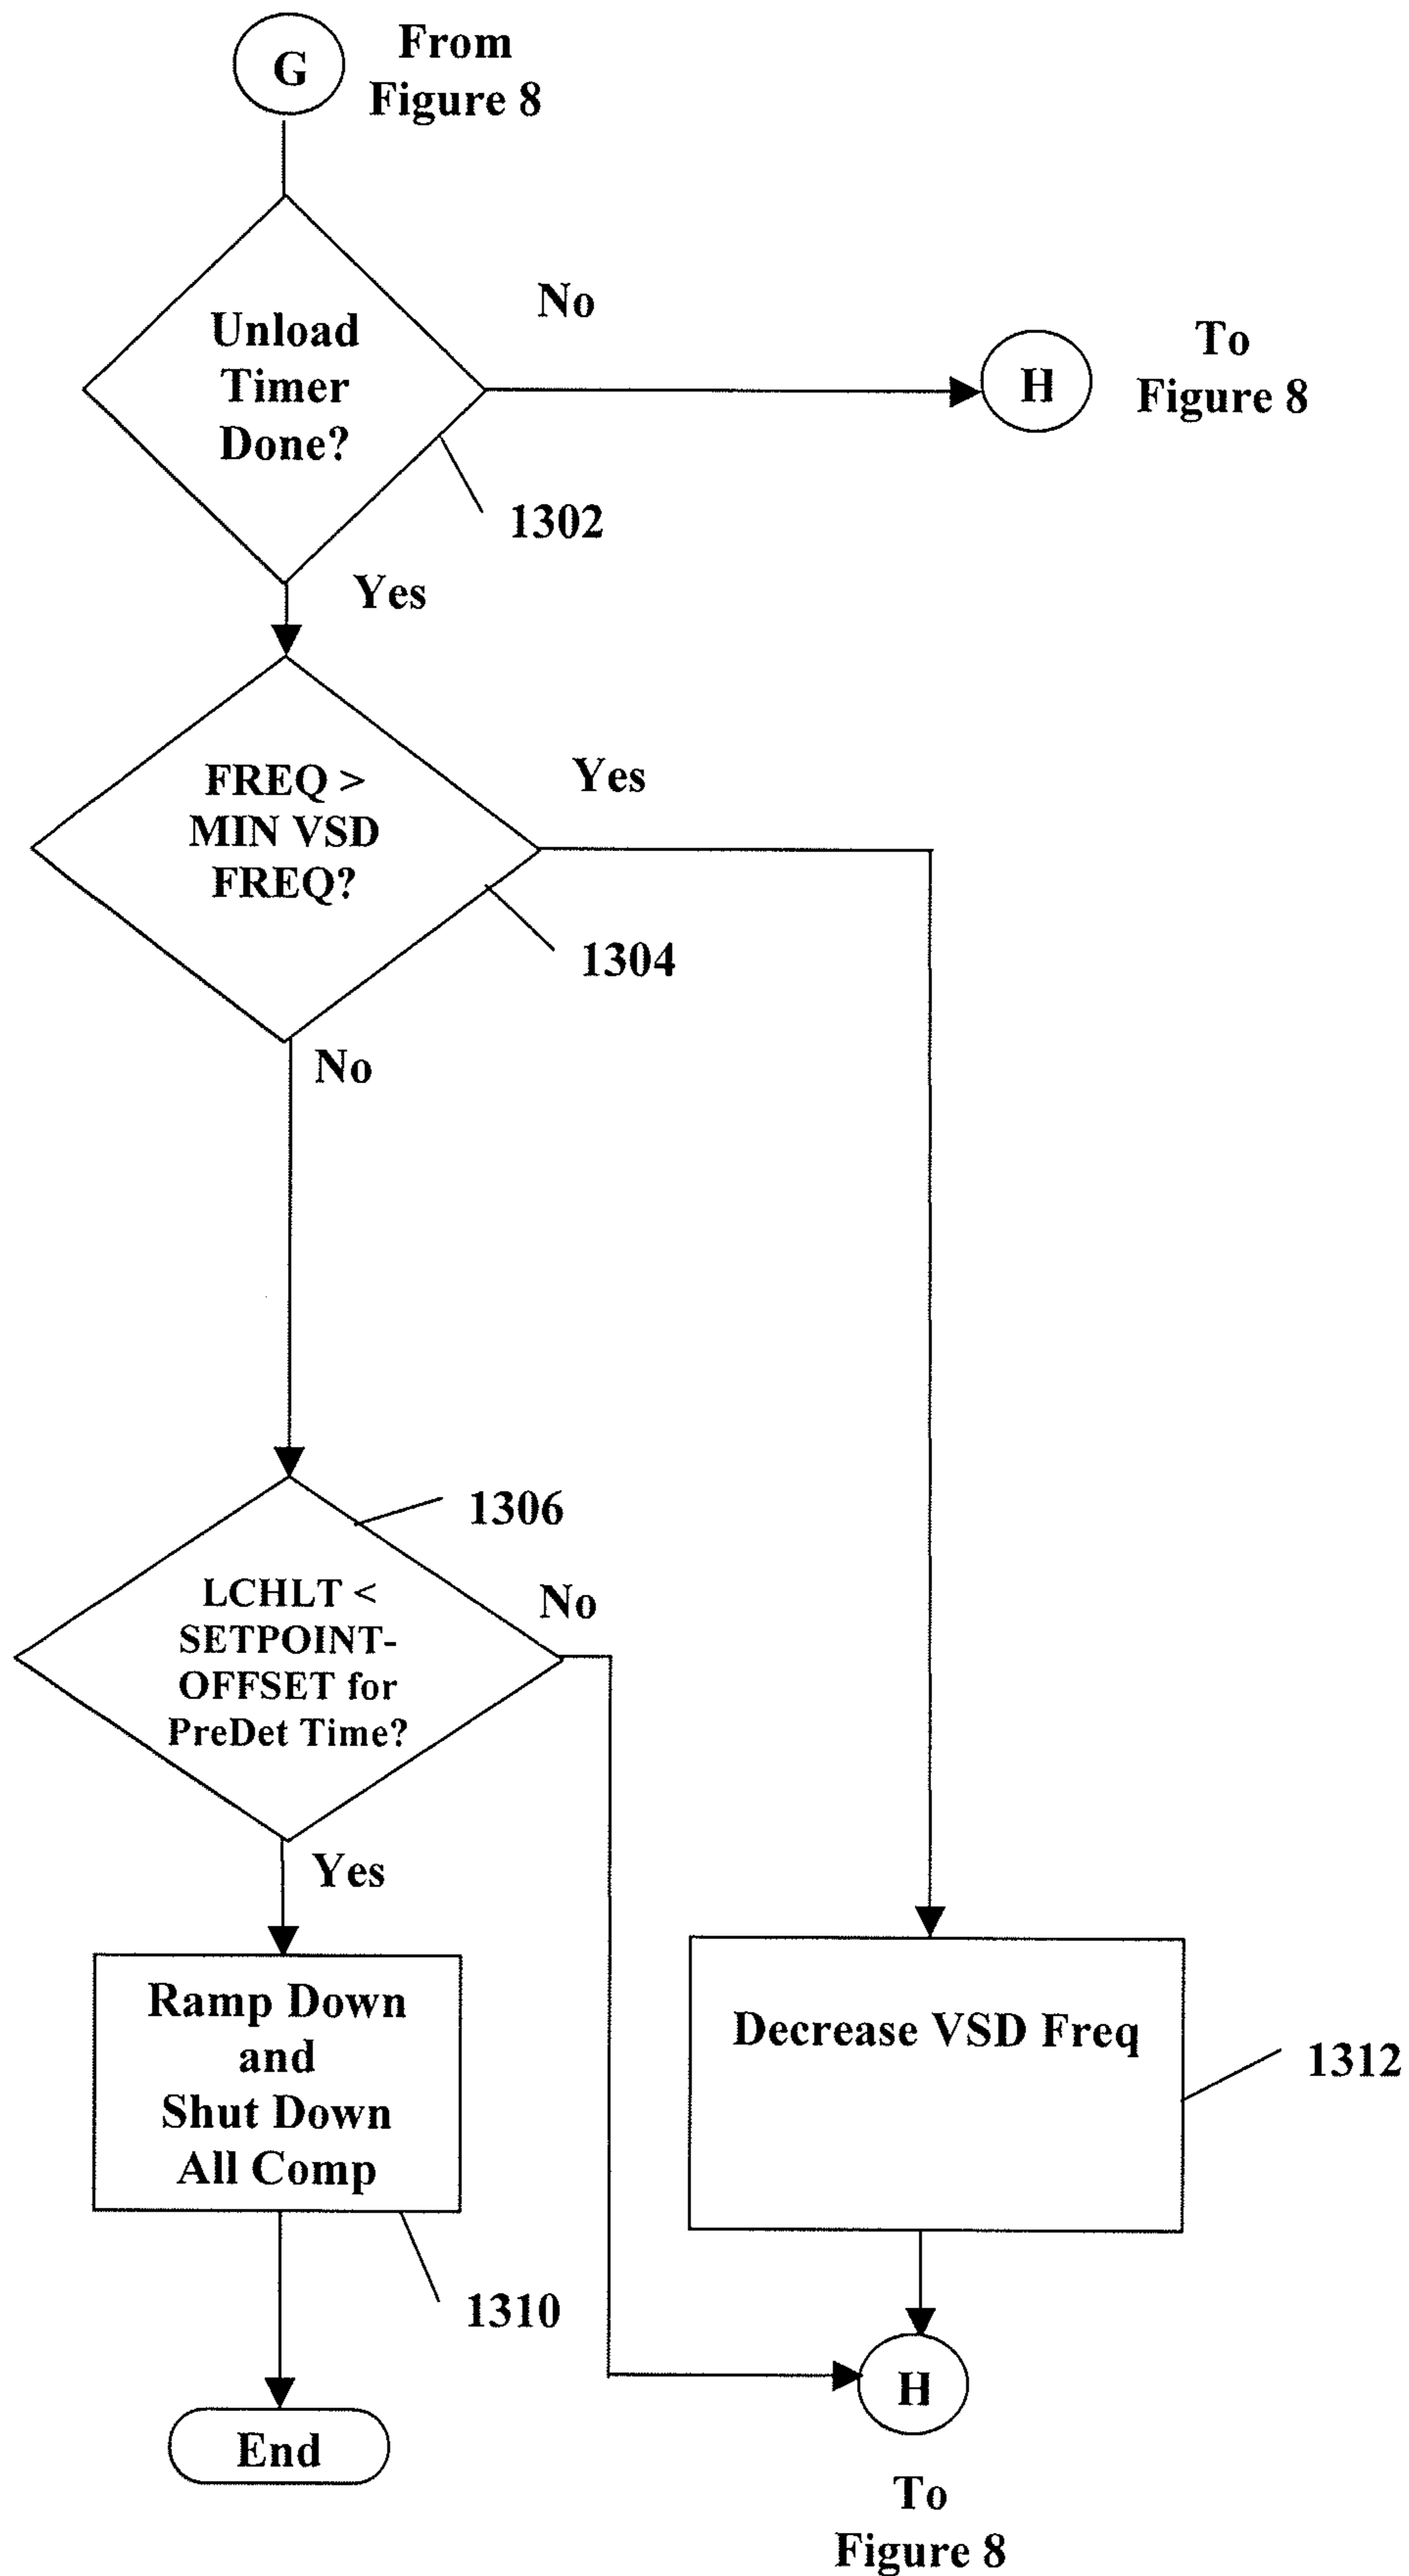 G
From
Figure 8
Unload
Timer
Done?
No
H
To
Figure 8
1302
Yes
FREQ >
MIN VSD
FREQ?
Yes
1304
No
1306
LCHLT <
SETPOINT-
OFFSET for
PreDet Time?
No
Yes
Ramp Down
and
Shut Down
All Comp
1310
Decrease VSD Freq
1312
End
H
To
Figure 8